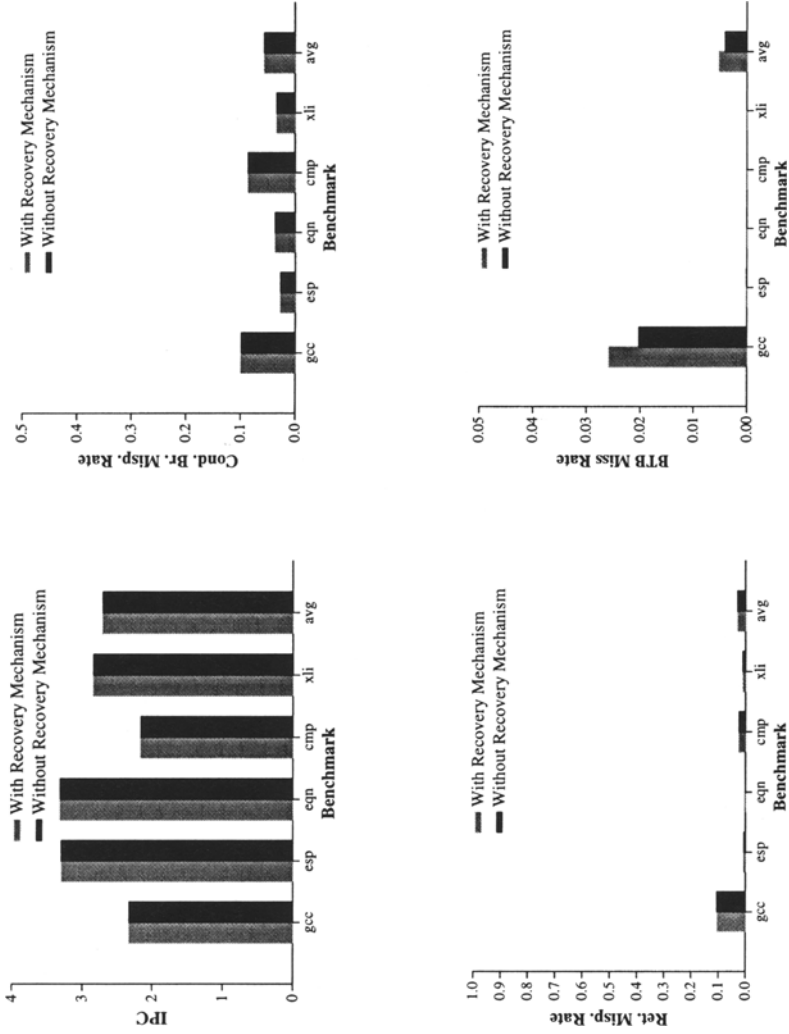 With Recovery Mechanism
Without Recovery Mechanism
4
3
2
1
0
IPC
gcc
esp
eqn
cmp
xli
avg
Benchmark
With Recovery Mechanism
Without Recovery Mechanism
0.5
0.4
0.3
0.2
0.1
0.0
Cond. Br. Misp. Rate
gcc
esp
eqn
cmp
xli
avg
Benchmark
With Recovery Mechanism
Without Recovery Mechanism
1.0
0.9
0.8
0.7
0.6
0.5
0.4
0.3
0.2
0.1
0.0
Ret. Misp. Rate
gcc
esp
eqn
cmp
xli
avg
Benchmark
With Recovery Mechanism
Without Recovery Mechanism
0.05
0.04
0.03
0.02
0.01
0.00
BTB Miss Rate
gcc
esp
eqn
cmp
xli
avg
Benchmark